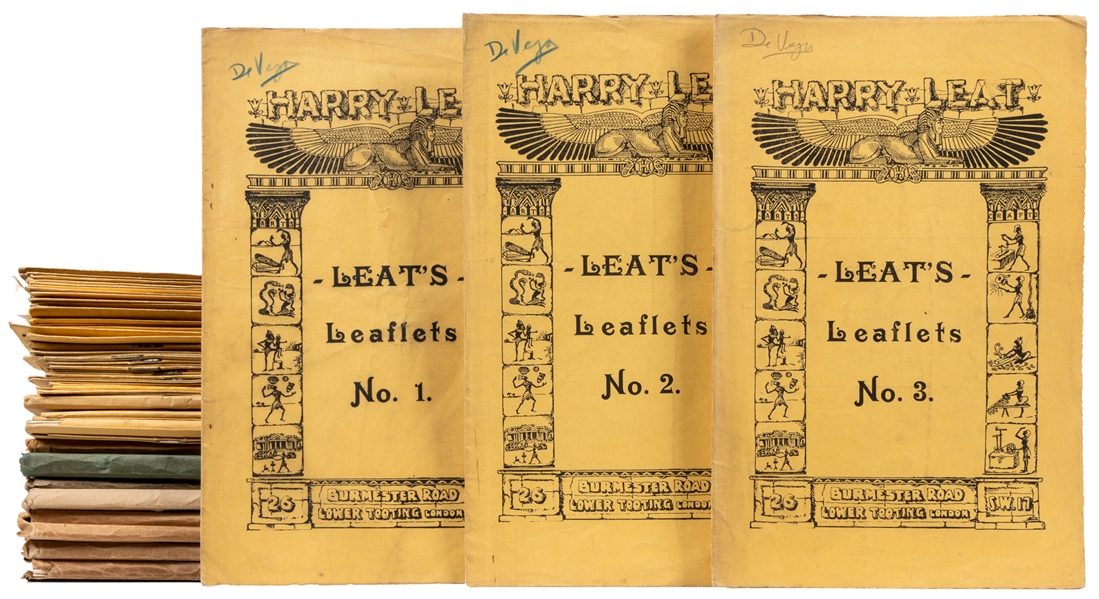 De Vega
HARRY LE
- LEAT'S -
Leaflets
No. 1.
26
BURMESTER ROAD
LOWER TOOTING LONDON
De Vega
HARRY LEA
- LEAT'S -
Leaflets
No. 2.
26
BURMESTER ROAD
LOWER TOOTING LONDON
De Vega
HARRY LEAT
- LEAT'S -
Leaflets
No. 3.
26
BURMESTER ROAD
LOWER TOOTING LONDON
S.W.17